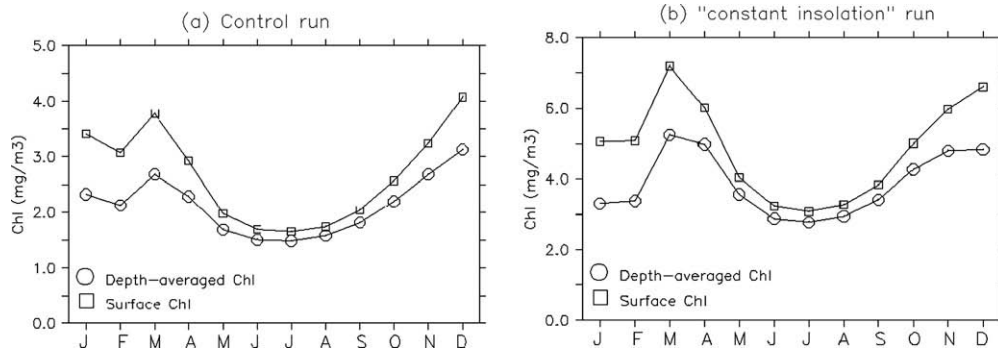 (a) Control run
5.0
4.0
3.0
2.0
1.0
0.0
Chl (mg/m3)
Depth-averaged Chl
Surface Chl
J F M A M J J A S O N D
(b) "constant insolation" run
8.0
6.0
4.0
2.0
0.0
Chl (mg/m3)
Depth-averaged Chl
Surface Chl
J F M A M J J A S O N D